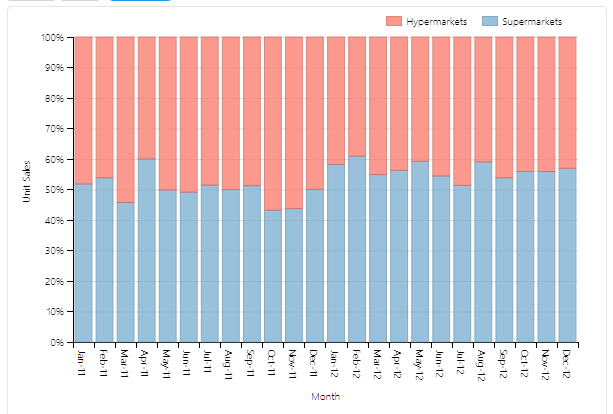 Hypermarkets Supermarkets
100%
90%
80%
70%
60%
50%
40%
30%
20%
10%
0%
Unit Sales
Jan-11 Feb-11 Mar-11 Apr-11 May-11 Jun-11 Jul-11 Aug-11 Sep-11 Oct-11 Nov-11 Dec-11 Jan-12 Feb-12 Mar-12 Apr-12 May-12 Jun-12 Jul-12 Aug-12 Sep-12 Oct-12 Nov-12 Dec-12
Month